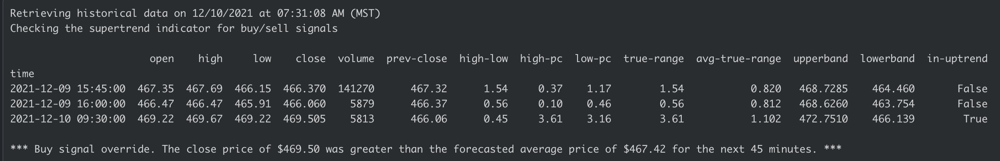 Retrieving historical data on 12/10/2021 at 07:31:08 AM (MST)
Checking the supertrend indicator for buy/sell signals
open high low close volume prev-close high-low high-pc low-pc true-range avg-true-range upperband lowerband in-uptrend
time
2021-12-09 15:45:00 467.35 467.69 466.15 466.370 141270 467.32 1.54 0.37 1.17 1.54 0.820 468.7285 464.460 False
2021-12-09 16:00:00 466.47 466.47 465.91 466.060 5879 466.37 0.56 0.10 0.46 0.56 0.812 468.6260 463.754 False
2021-12-10 09:30:00 469.22 469.67 469.22 469.505 5813 466.06 0.45 3.61 3.16 3.61 1.102 472.7510 466.139 True
*** Buy signal override. The close price of $469.50 was greater than the forecasted average price of $467.42 for the next 45 minutes. ***